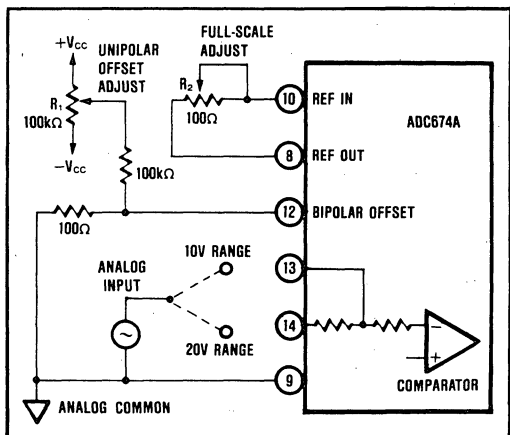 FULL-SCALE
ADJUST
+VCC
UNIPOLAR
OFFSET
ADJUST
R2
100Ω
10 REF IN
ADC674A
R1
100kΩ
8 REF OUT
−VCC
100kΩ
12 BIPOLAR OFFSET
100Ω
10V RANGE
13
ANALOG
INPUT
14
−
20V RANGE
+
9
COMPARATOR
ANALOG COMMON